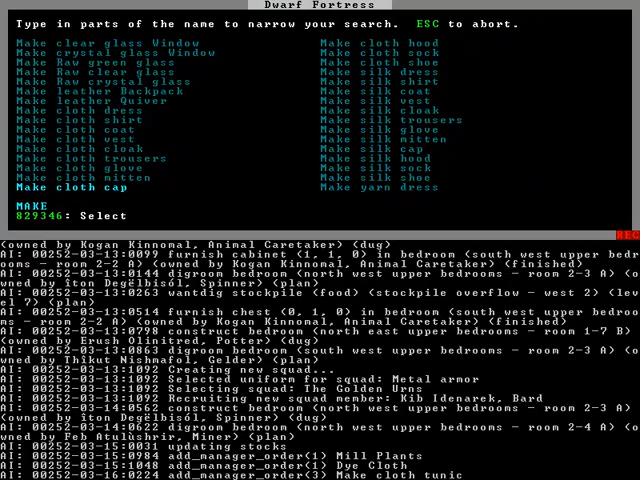 Dwarf Fortress
Type in parts of the name to narrow your search.  ESC to abort.
Make clear glass Window
Make crystal glass Window
Make Raw green glass
Make Raw clear glass
Make Raw crystal glass
Make leather Backpack
Make leather Quiver
Make cloth dress
Make cloth shirt
Make cloth coat
Make cloth vest
Make cloth cloak
Make cloth trousers
Make cloth glove
Make cloth mitten
Make cloth cap
Make cloth hood
Make cloth sock
Make cloth shoe
Make silk dress
Make silk shirt
Make silk coat
Make silk vest
Make silk cloak
Make silk trousers
Make silk glove
Make silk mitten
Make silk cap
Make silk hood
Make silk sock
Make silk shoe
Make yarn dress
MAKE
829346: Select
REC
(owned by Kogan Kinnomal, Animal Caretaker) (dug)
AI: 00252-03-13:0099 furnish cabinet (1, 1, 0) in bedroom (south west upper bedr
ooms - room 2-2 A) (owned by Kogan Kinnomal, Animal Caretaker) (finished)
AI: 00252-03-13:0144 digroom bedroom (north west upper bedrooms - room 2-3 A) (o
wned by îton Degëlbisól, Spinner) (plan)
AI: 00252-03-13:0263 wantdig stockpile (food) (stockpile overflow - west 2) (lev
el 7) (plan)
AI: 00252-03-13:0514 furnish chest (0, 1, 0) in bedroom (south west upper bedroo
ms - room 2-2 A) (owned by Kogan Kinnomal, Animal Caretaker) (finished)
AI: 00252-03-13:0798 construct bedroom (north east upper bedrooms - room 1-7 B)
(owned by Erush Olinitred, Potter) (dug)
AI: 00252-03-13:0863 digroom bedroom (south west upper bedrooms - room 2-3 A) (o
wned by Thîkut Nishmafol, Gelder) (plan)
AI: 00252-03-13:1092 Creating new squad...
AI: 00252-03-13:1092 Selected uniform for squad: Metal armor
AI: 00252-03-13:1092 Selecting squad: The Golden Urns
AI: 00252-03-13:1092 Recruiting new squad member: Kib Idenarek, Bard
AI: 00252-03-14:0562 construct bedroom (north west upper bedrooms - room 2-3 A)
(owned by îton Degëlbisól, Spinner) (dug)
AI: 00252-03-14:0622 digroom bedroom (north west upper bedrooms - room 2-4 A) (o
wned by Feb Atulùshrir, Miner) (plan)
AI: 00252-03-15:0031 updating stocks
AI: 00252-03-15:0984 add_manager_order(1) Mill Plants
AI: 00252-03-15:1048 add_manager_order(1) Dye Cloth
AI: 00252-03-16:0224 add_manager_order(3) Make cloth tunic